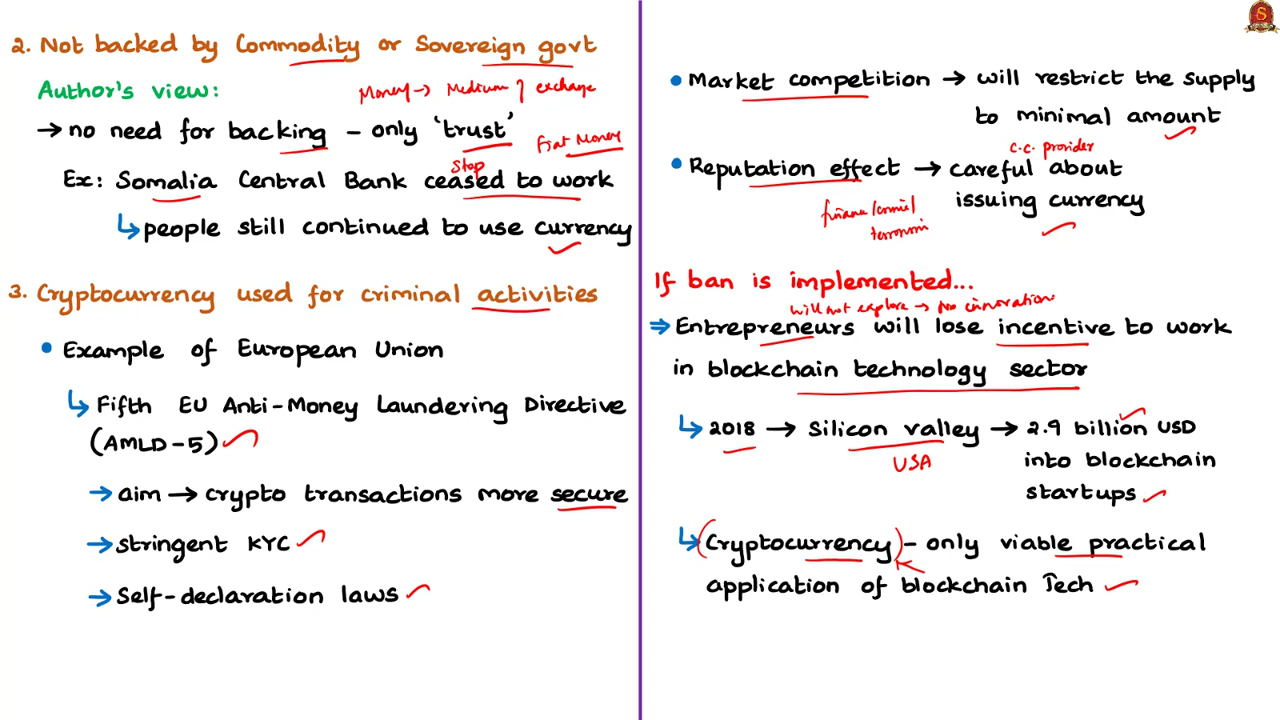 2. Not backed by Commodity or Sovereign govt
Author's view:
Money → Medium of exchange
→ no need for backing - only 'trust'
Fiat Money
Stop
Ex: Somalia Central Bank ceased to work
↳ people still continued to use currency
3. Cryptocurrency used for criminal activities
• Example of European Union
↳ Fifth EU Anti-Money Laundering Directive
(AMLD-5)
→ aim → crypto transactions more secure
→ stringent KYC
→ Self-declaration laws
S
• Market competition → will restrict the supply
to minimal amount
c.c. provider
• Reputation effect → careful about
issuing currency
If ban is implemented...
will not explore → No innovation
⇒ Entrepreneurs will lose incentive to work
in blockchain technology sector
↳ 2018 → Silicon valley → 2.9 billion USD
USA
into blockchain
startups
↳ (Cryptocurrency) - only viable practical
application of blockchain Tech